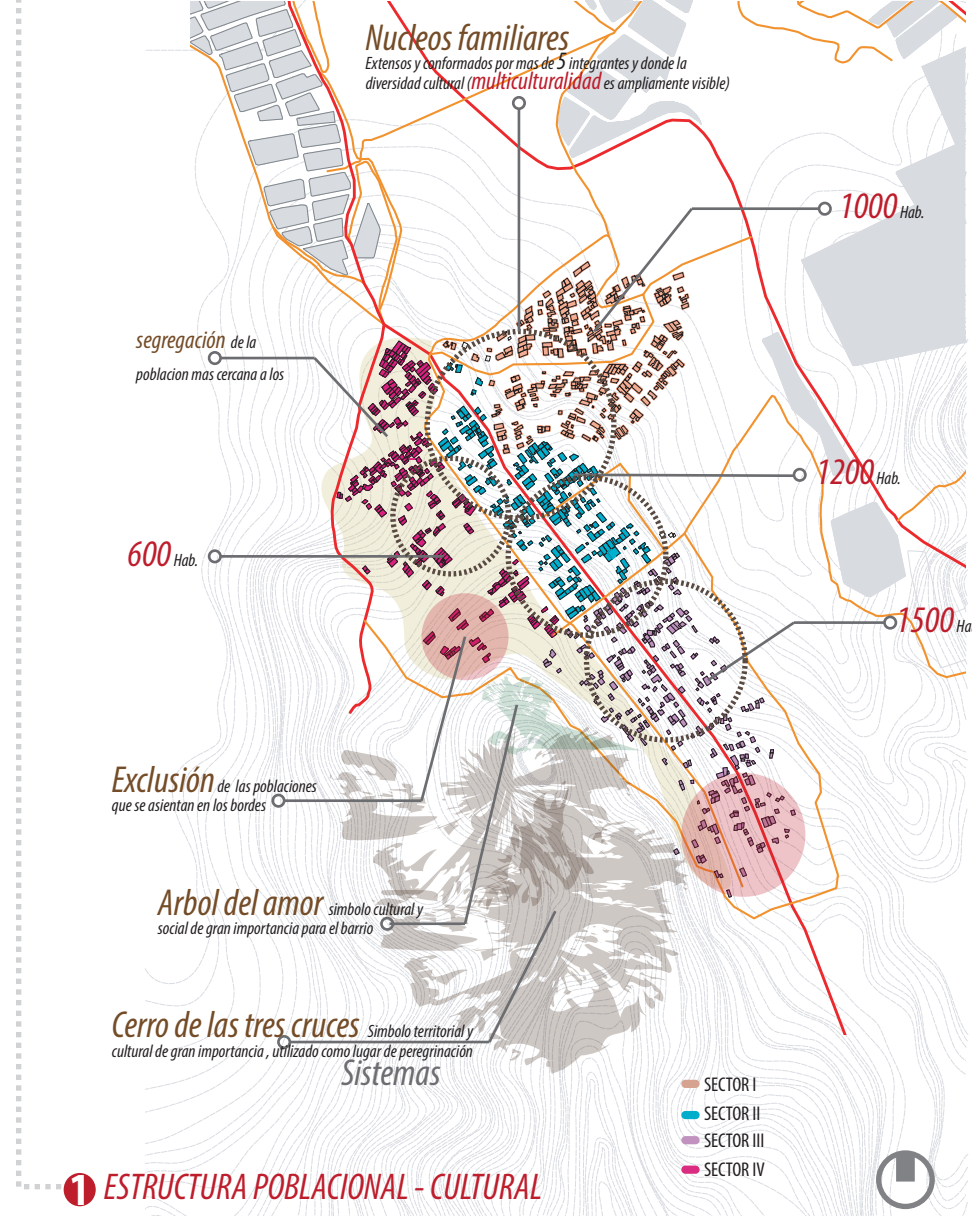 Nucleos familiares
Extensos y conformados por mas de 5 integrantes y donde la
diversidad cultural (multiculturalidad es ampliamente visible)
1000 Hab.
segregación de la
poblacion mas cercana a los
1200 Hab.
600 Hab.
1500 Ha
Exclusión de las poblaciones
que se asientan en los bordes
Arbol del amor simbolo cultural y
social de gran importancia para el barrio
Cerro de las tres cruces Simbolo territorial y
cultural de gran importancia , utilizado como lugar de peregrinación
Sistemas
SECTOR I
SECTOR II
SECTOR III
SECTOR IV
1 ESTRUCTURA POBLACIONAL - CULTURAL